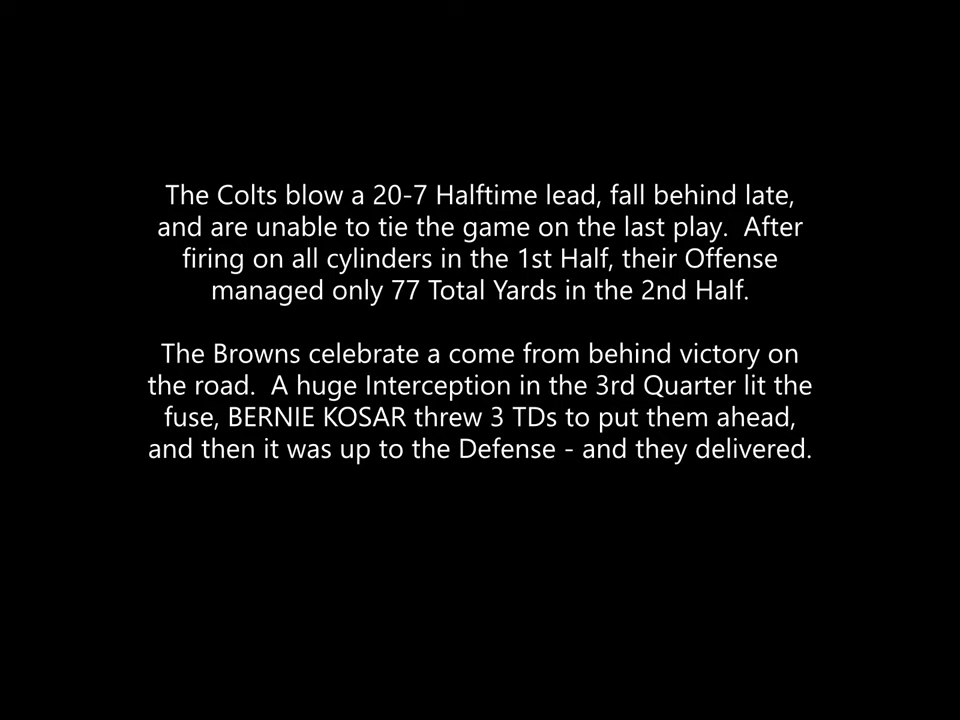 The Colts blow a 20-7 Halftime lead, fall behind late,
and are unable to tie the game on the last play.  After
firing on all cylinders in the 1st Half, their Offense
managed only 77 Total Yards in the 2nd Half.
The Browns celebrate a come from behind victory on
the road.  A huge Interception in the 3rd Quarter lit the
fuse, BERNIE KOSAR threw 3 TDs to put them ahead,
and then it was up to the Defense - and they delivered.